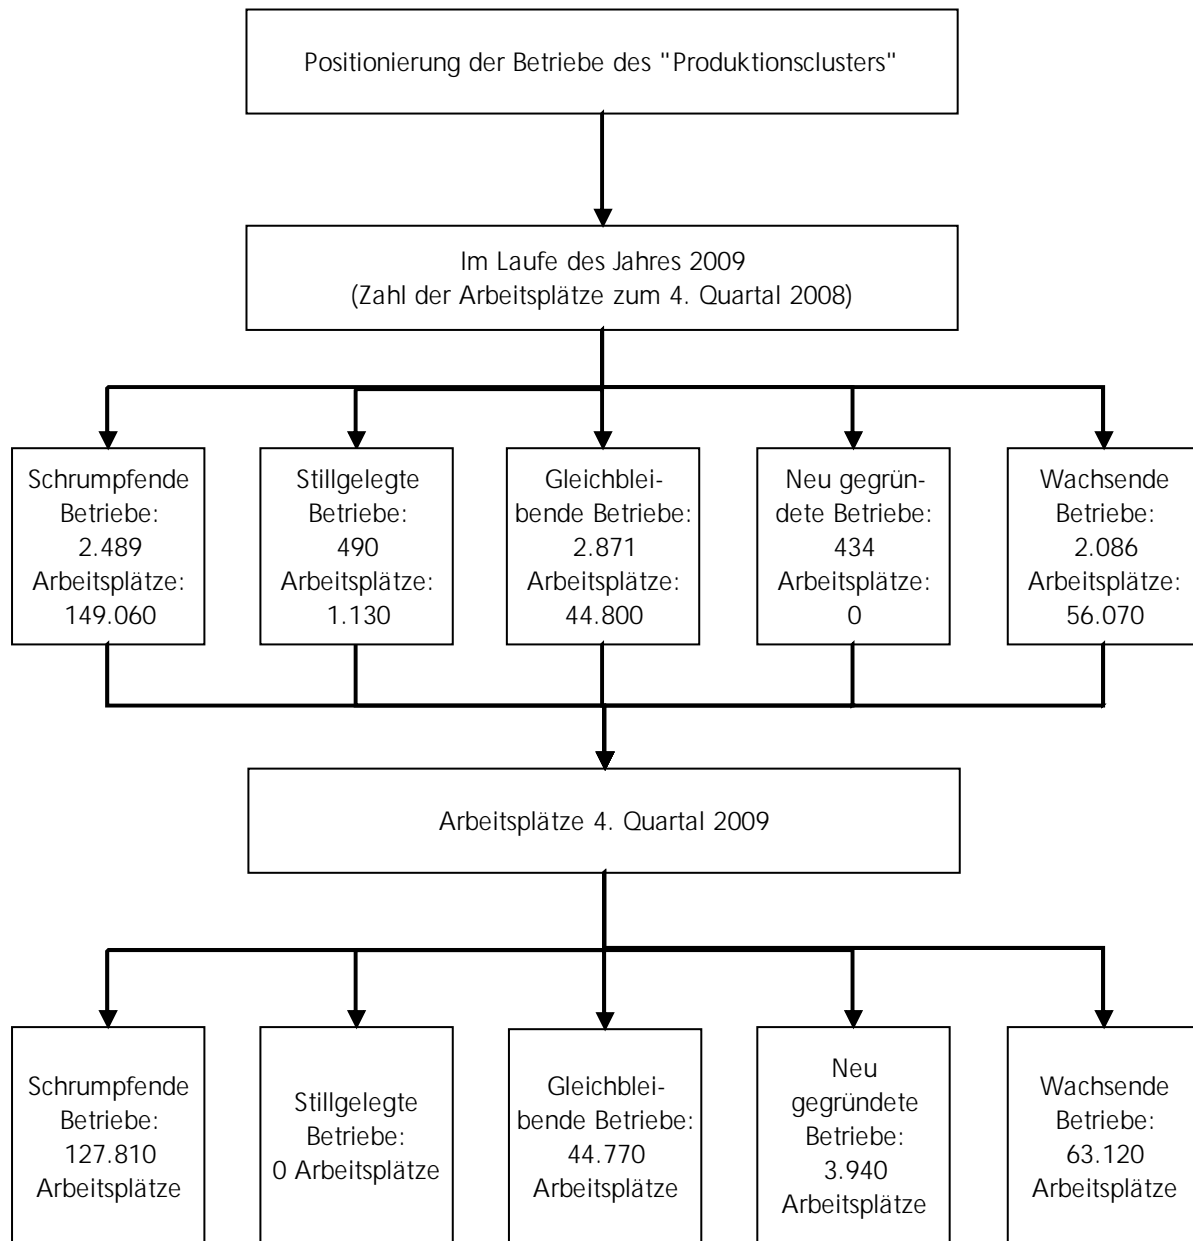 Positionierung der Betriebe des "Produktionsclusters"
Im Laufe des Jahres 2009
(Zahl der Arbeitsplätze zum 4. Quartal 2008)
Schrumpfende
Betriebe:
2.489
Arbeitsplätze:
149.060
Stillgelegte
Betriebe:
490
Arbeitsplätze:
1.130
Gleichblei-
bende Betriebe:
2.871
Arbeitsplätze:
44.800
Neu gegrün-
dete Betriebe:
434
Arbeitsplätze:
0
Wachsende
Betriebe:
2.086
Arbeitsplätze:
56.070
Arbeitsplätze 4. Quartal 2009
Schrumpfende
Betriebe:
127.810
Arbeitsplätze
Stillgelegte
Betriebe:
0 Arbeitsplätze
Gleichblei-
bende Betriebe:
44.770
Arbeitsplätze
Neu
gegründete
Betriebe:
3.940
Arbeitsplätze
Wachsende
Betriebe:
63.120
Arbeitsplätze